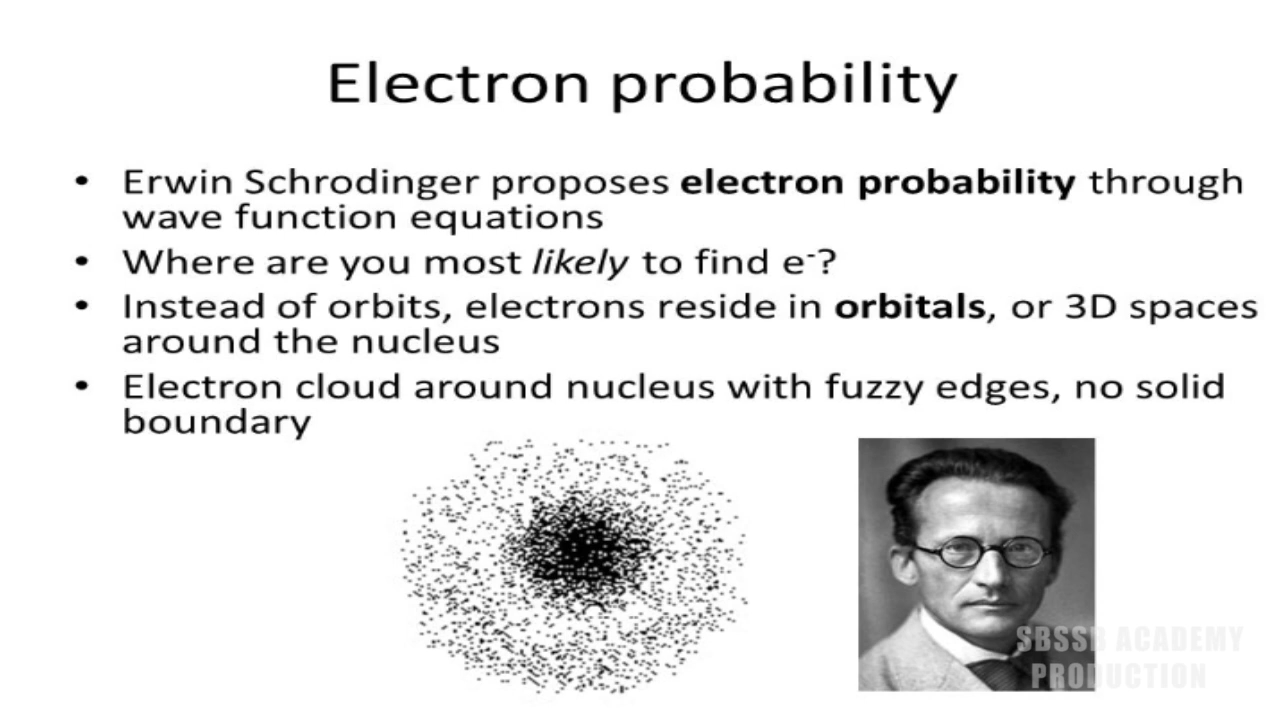 Electron probability
• Erwin Schrodinger proposes electron probability through
wave function equations
• Where are you most likely to find e⁻?
• Instead of orbits, electrons reside in orbitals, or 3D spaces
around the nucleus
• Electron cloud around nucleus with fuzzy edges, no solid
boundary
SBSSB ACADEMY
PRODUCTION